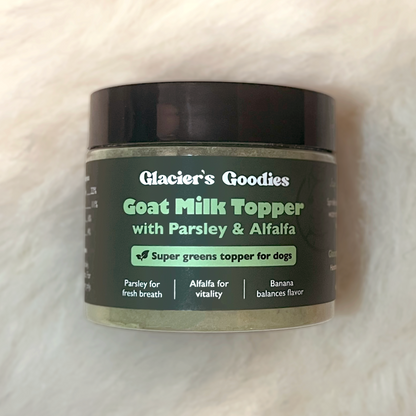 Glacier's Goodies
Goat Milk Topper
with Parsley & Alfalfa
Super greens topper for dogs
Parsley for
fresh breath
Alfalfa for
vitality
Banana
balances flavor